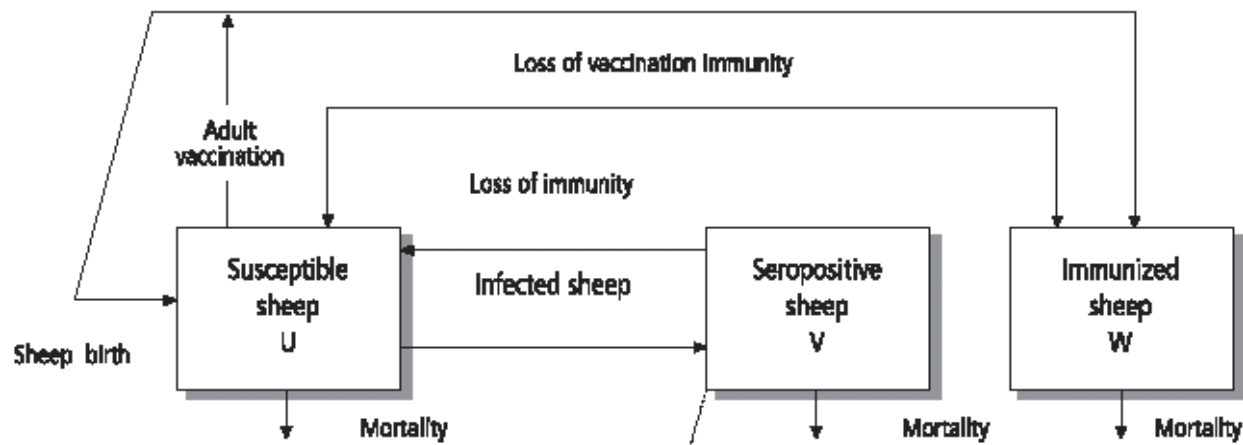 Loss of vaccination immunity
Adult
vaccination
Loss of immunity
Susceptible
sheep
U
Infected sheep
Seropositive
sheep
V
Immunized
sheep
W
Sheep birth
Mortality
Mortality
Mortality